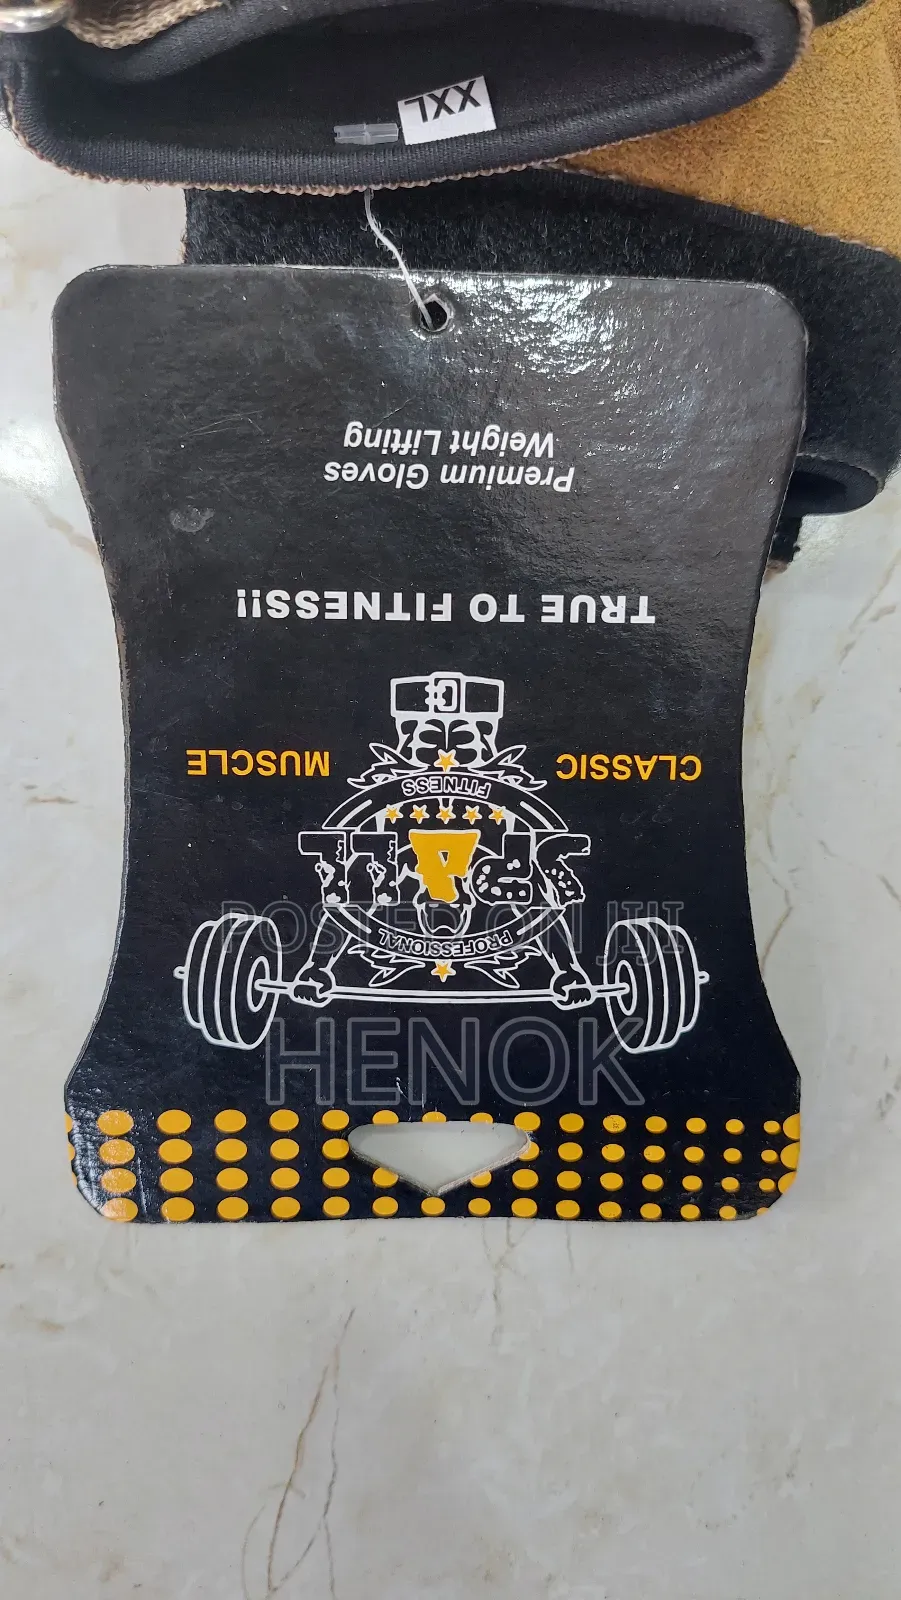 PROFESSIONAL
FITNESS
CLASSIC MUSCLE
TRUE TO FITNESS!!
Premium Gloves
Weight Lifting
XXL
POSTED ON JIJI
HENOK